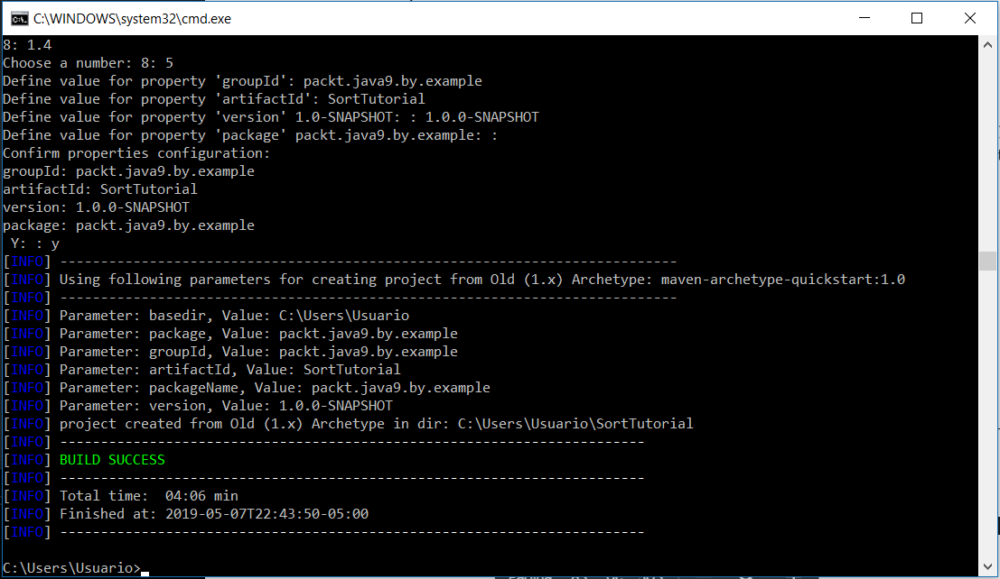 C:\WINDOWS\system32\cmd.exe
8: 1.4
Choose a number: 8: 5
Define value for property 'groupId': packt.java9.by.example
Define value for property 'artifactId': SortTutorial
Define value for property 'version' 1.0-SNAPSHOT: : 1.0.0-SNAPSHOT
Define value for property 'package' packt.java9.by.example: :
Confirm properties configuration:
groupId: packt.java9.by.example
artifactId: SortTutorial
version: 1.0.0-SNAPSHOT
package: packt.java9.by.example
 Y: : y
[INFO] ----------------------------------------------------------------------------
[INFO] Using following parameters for creating project from Old (1.x) Archetype: maven-archetype-quickstart:1.0
[INFO] ----------------------------------------------------------------------------
[INFO] Parameter: basedir, Value: C:\Users\Usuario
[INFO] Parameter: package, Value: packt.java9.by.example
[INFO] Parameter: groupId, Value: packt.java9.by.example
[INFO] Parameter: artifactId, Value: SortTutorial
[INFO] Parameter: packageName, Value: packt.java9.by.example
[INFO] Parameter: version, Value: 1.0.0-SNAPSHOT
[INFO] project created from Old (1.x) Archetype in dir: C:\Users\Usuario\SortTutorial
[INFO] ------------------------------------------------------------------------
[INFO] BUILD SUCCESS
[INFO] ------------------------------------------------------------------------
[INFO] Total time:  04:06 min
[INFO] Finished at: 2019-05-07T22:43:50-05:00
[INFO] ------------------------------------------------------------------------
C:\Users\Usuario>